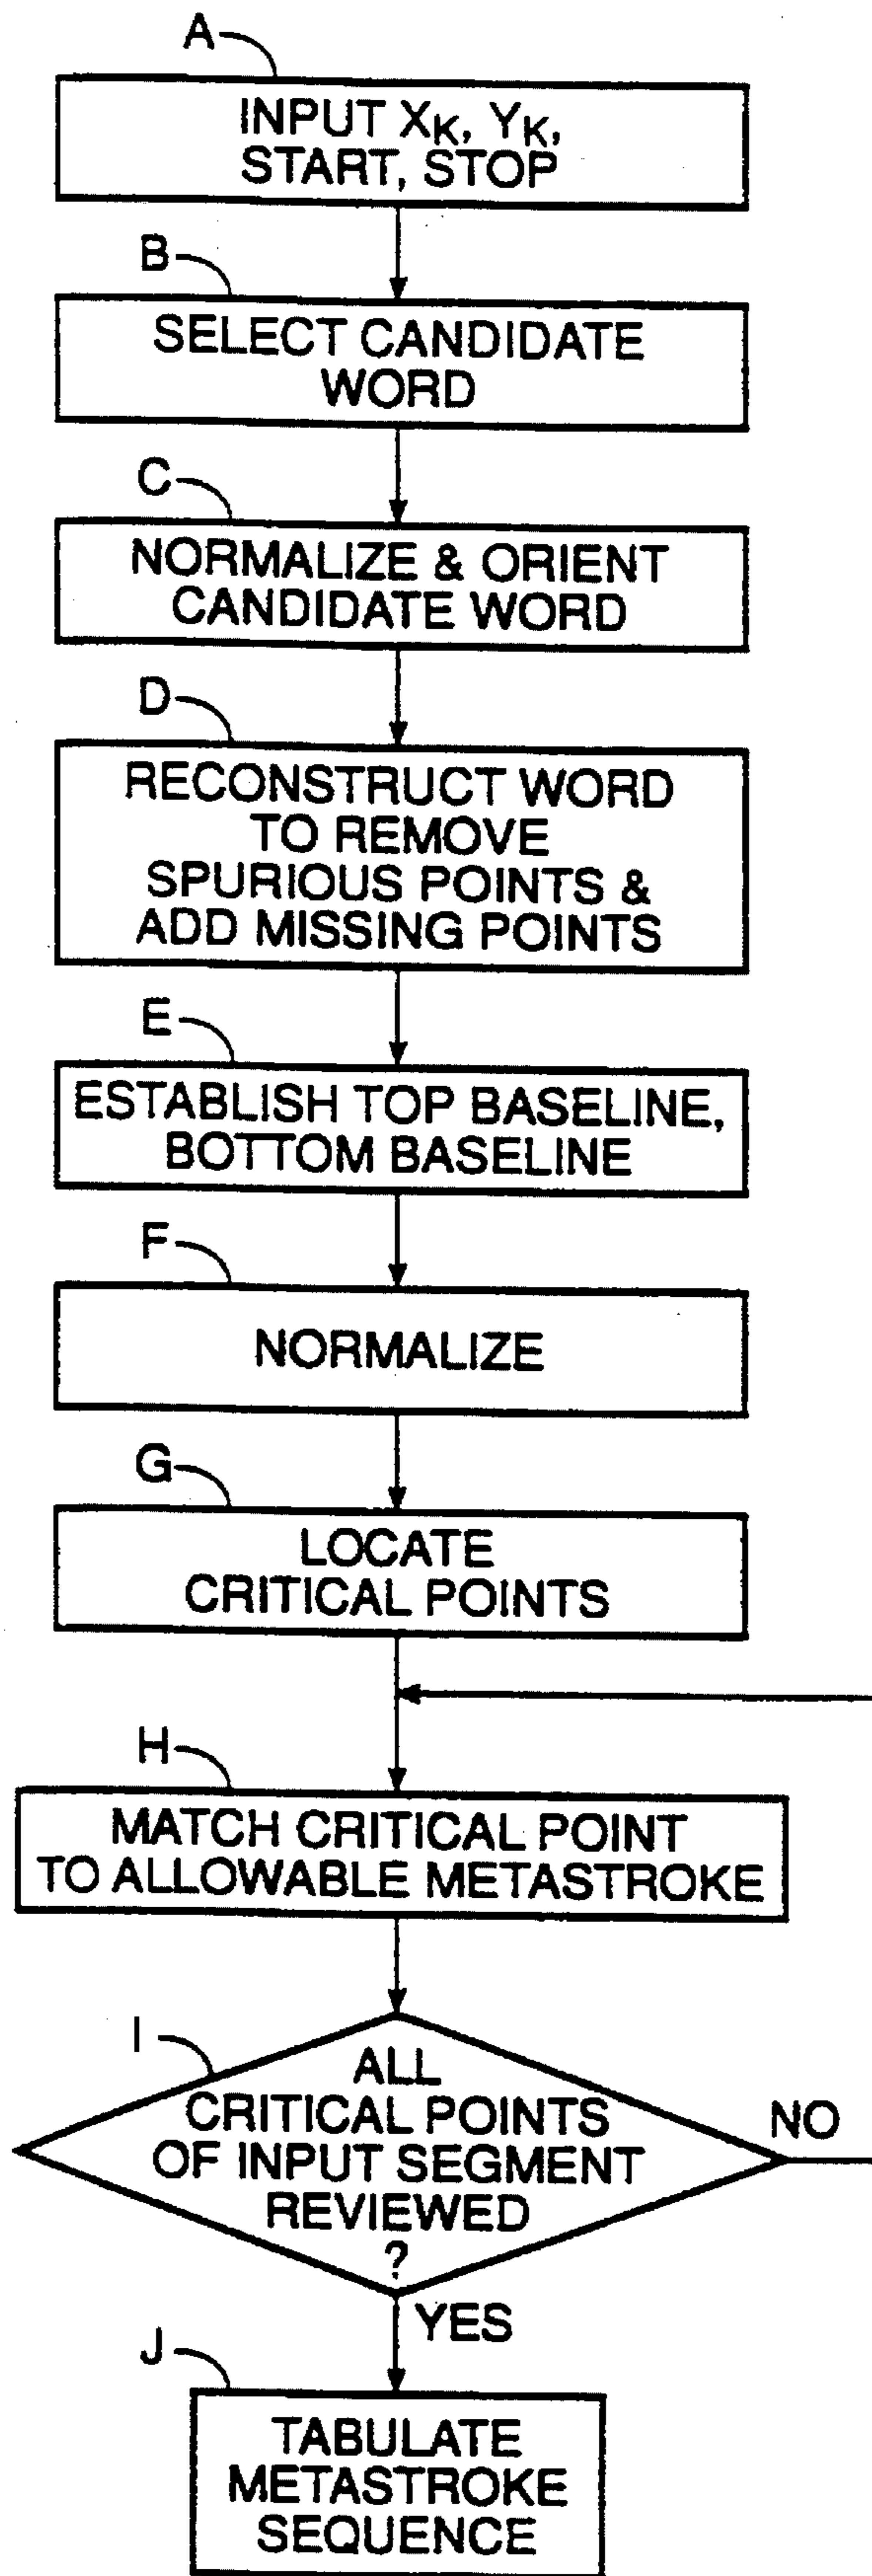 A
INPUT XK, YK,
START, STOP
B
SELECT CANDIDATE
WORD
C
NORMALIZE & ORIENT
CANDIDATE WORD
D
RECONSTRUCT WORD
TO REMOVE
SPURIOUS POINTS &
ADD MISSING POINTS
E
ESTABLISH TOP BASELINE,
BOTTOM BASELINE
F
NORMALIZE
G
LOCATE
CRITICAL POINTS
H
MATCH CRITICAL POINT
TO ALLOWABLE METASTROKE
I
ALL
CRITICAL POINTS
OF INPUT SEGMENT
REVIEWED
?
NO
YES
J
TABULATE
METASTROKE
SEQUENCE